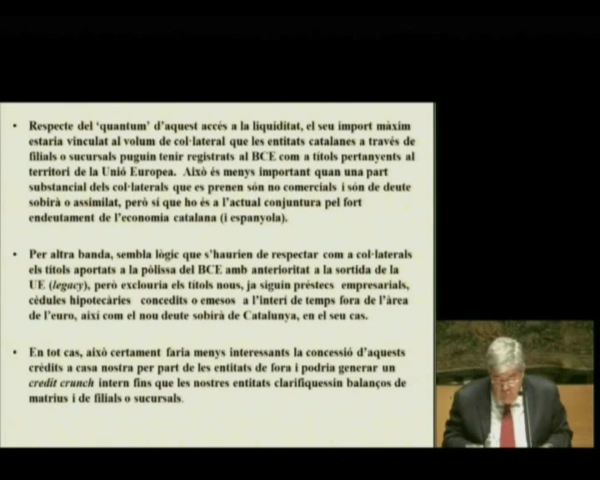 • Respecte del ‘quantum’ d’aquest accés a la liquiditat, el seu import màxim
estaria vinculat al volum de col·lateral que les entitats catalanes a través de
filials o sucursals puguin tenir registrats al BCE com a títols pertanyents al
territori de la Unió Europea. Això és menys important quan una part
substancial dels col·laterals que es prenen són no comercials i són de deute
sobirà o assimilat, però sí que ho és a l’actual conjuntura pel fort
endeutament de l’economia catalana (i espanyola).
• Per altra banda, sembla lògic que s’haurien de respectar com a col·laterals
els títols aportats a la pòlissa del BCE amb anterioritat a la sortida de la
UE (legacy), però exclouria els títols nous, ja siguin préstecs empresarials,
cèdules hipotecàries concedits o emesos a l’interí de temps fora de l’àrea
de l’euro, així com el nou deute sobirà de Catalunya, en el seu cas.
• En tot cas, això certament faria menys interessants la concessió d’aquests
crèdits a casa nostra per part de les entitats de fora i podria generar un
credit crunch intern fins que les nostres entitats clarifiquessin balanços de
matrius i de filials o sucursals.